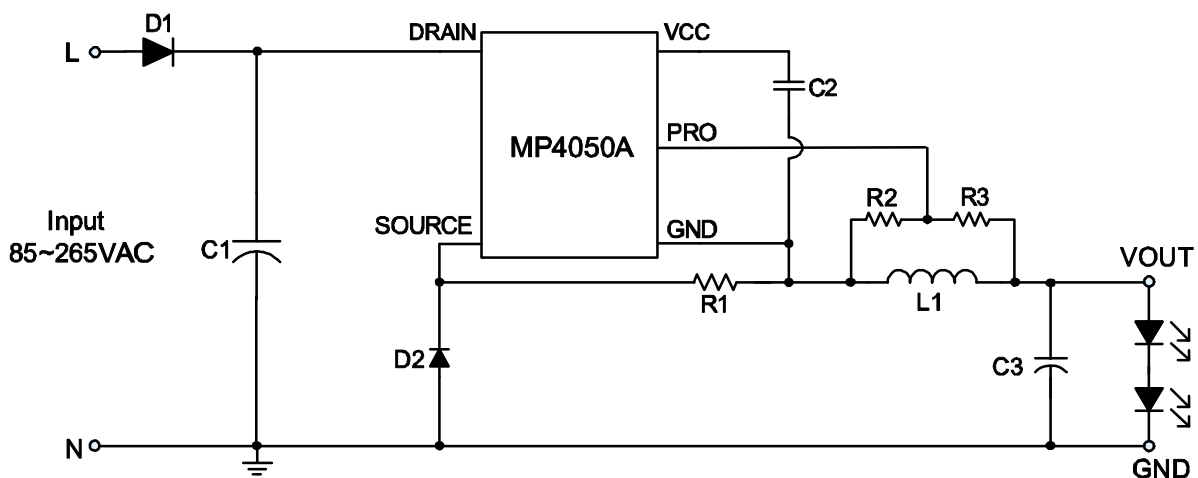 D1
L
DRAIN
VCC
C2
PRO
MP4050A
R2
R3
Input
85~265VAC
C1
SOURCE
GND
VOUT
R1
L1
D2
C3
N
GND